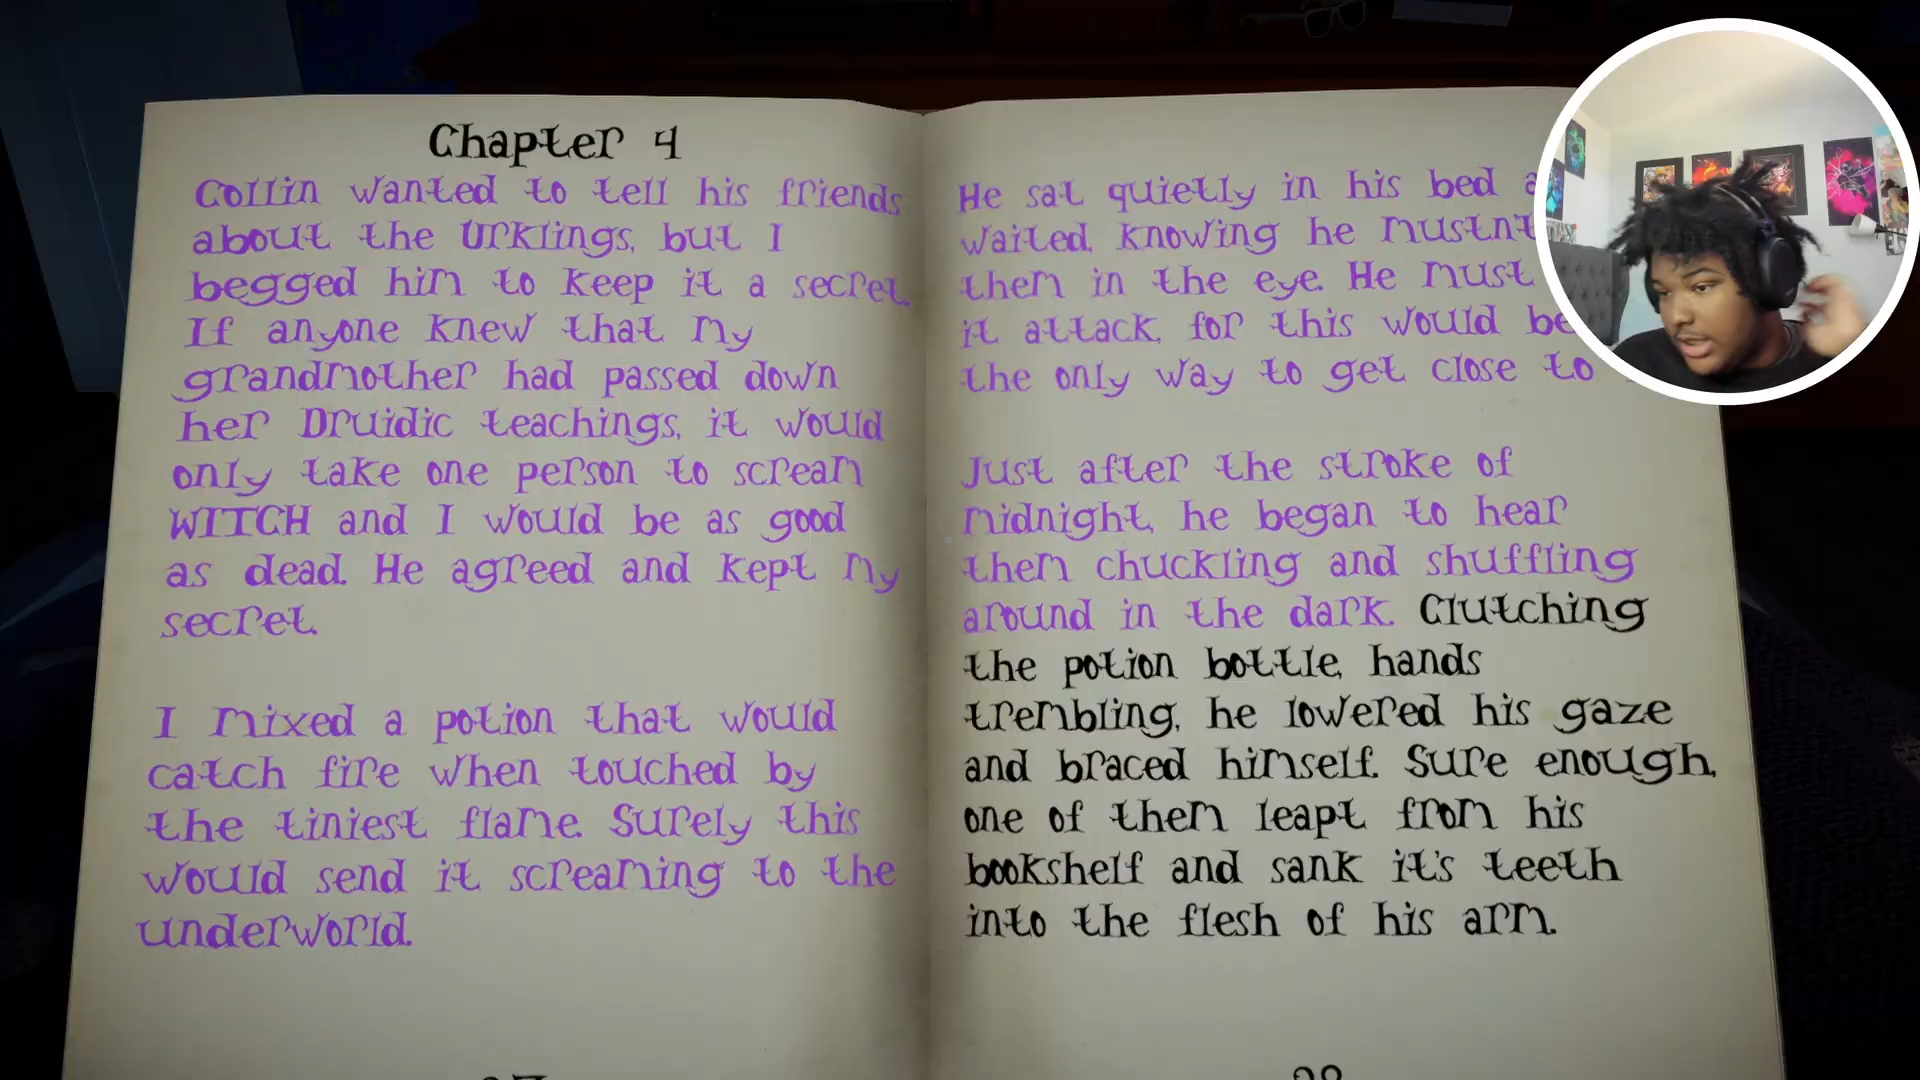 Chapter 4
Collin wanted to tell his friends
about the Urklings, but I
begged him to keep it a secret.
If anyone knew that my
grandmother had passed down
her Druidic teachings, it would
only take one person to scream
WITCH and I would be as good
as dead. He agreed and kept my
secret.
I mixed a potion that would
catch fire when touched by
the tiniest flame. Surely this
would send it screaming to the
underworld.
He sat quietly in his bed
waited, knowing he mustn't
them in the eye. He must
it attack, for this would be
the only way to get close to
Just after the stroke of
midnight, he began to hear
them chuckling and shuffling
around in the dark. Clutching
the potion bottle, hands
trembling, he lowered his gaze
and braced himself. Sure enough,
one of them leapt from his
bookshelf and sank it's teeth
into the flesh of his arm.